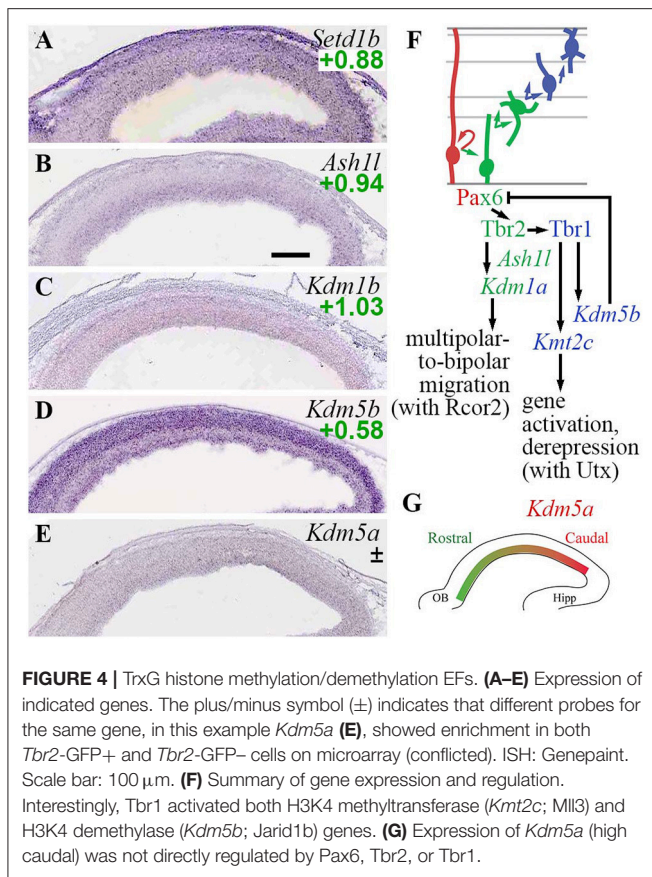 A
Setd1b
+0.88
B
Ash1l
+0.94
C
Kdm1b
+1.03
D
Kdm5b
+0.58
E
Kdm5a
±
F
Pax6
Tbr2
Tbr1
Ash1l
Kdm1a
Kdm5b
Kmt2c
multipolar-
to-bipolar
migration
(with Rcor2)
gene
activation,
derepression
(with Utx)
G
Kdm5a
Rostral
Caudal
OB
Hipp
FIGURE 4 | TrxG histone methylation/demethylation EFs. (A–E) Expression of
indicated genes. The plus/minus symbol (±) indicates that different probes for
the same gene, in this example Kdm5a (E), showed enrichment in both
Tbr2-GFP+ and Tbr2-GFP– cells on microarray (conflicted). ISH: Genepaint.
Scale bar: 100 μm. (F) Summary of gene expression and regulation.
Interestingly, Tbr1 activated both H3K4 methyltransferase (Kmt2c; Mll3) and
H3K4 demethylase (Kdm5b; Jarid1b) genes. (G) Expression of Kdm5a (high
caudal) was not directly regulated by Pax6, Tbr2, or Tbr1.